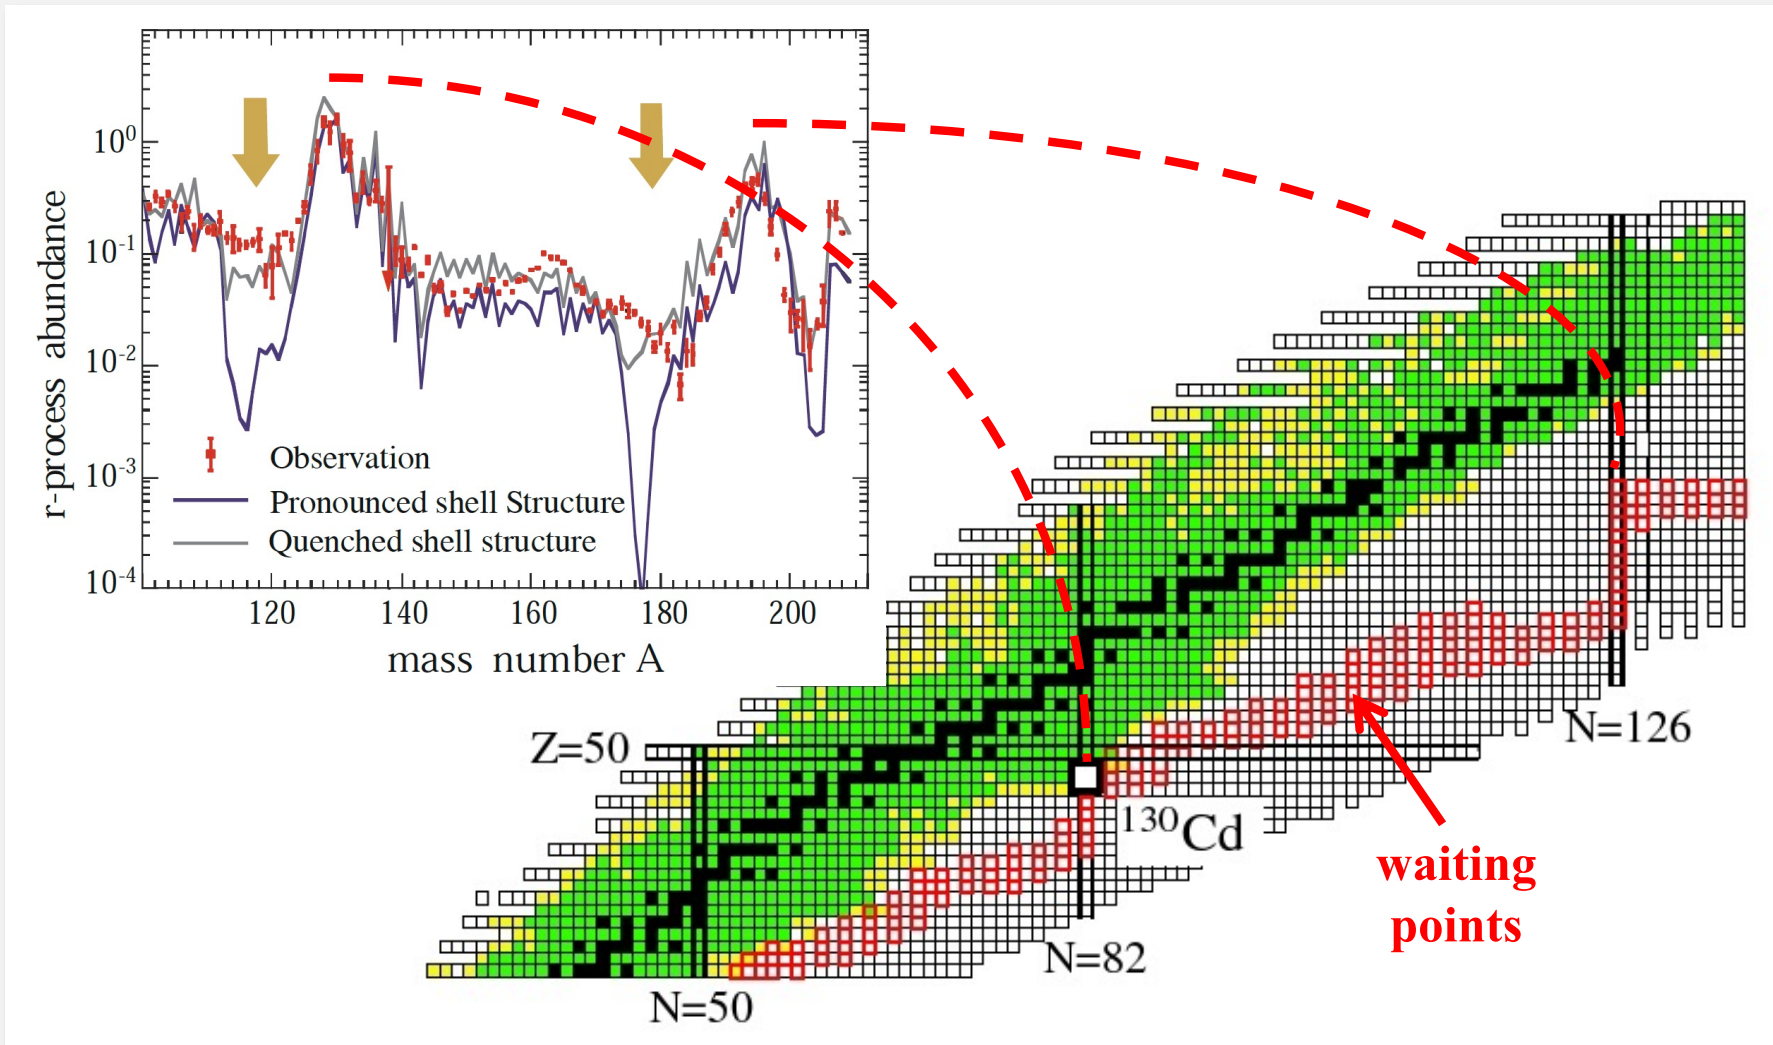 10⁰
10⁻¹
10⁻²
10⁻³
10⁻⁴
r-process abundance
Observation
Pronounced shell Structure
Quenched shell structure
120 140 160 180 200
mass number A
Z=50
N=126
¹³⁰Cd
waiting
points
N=82
N=50